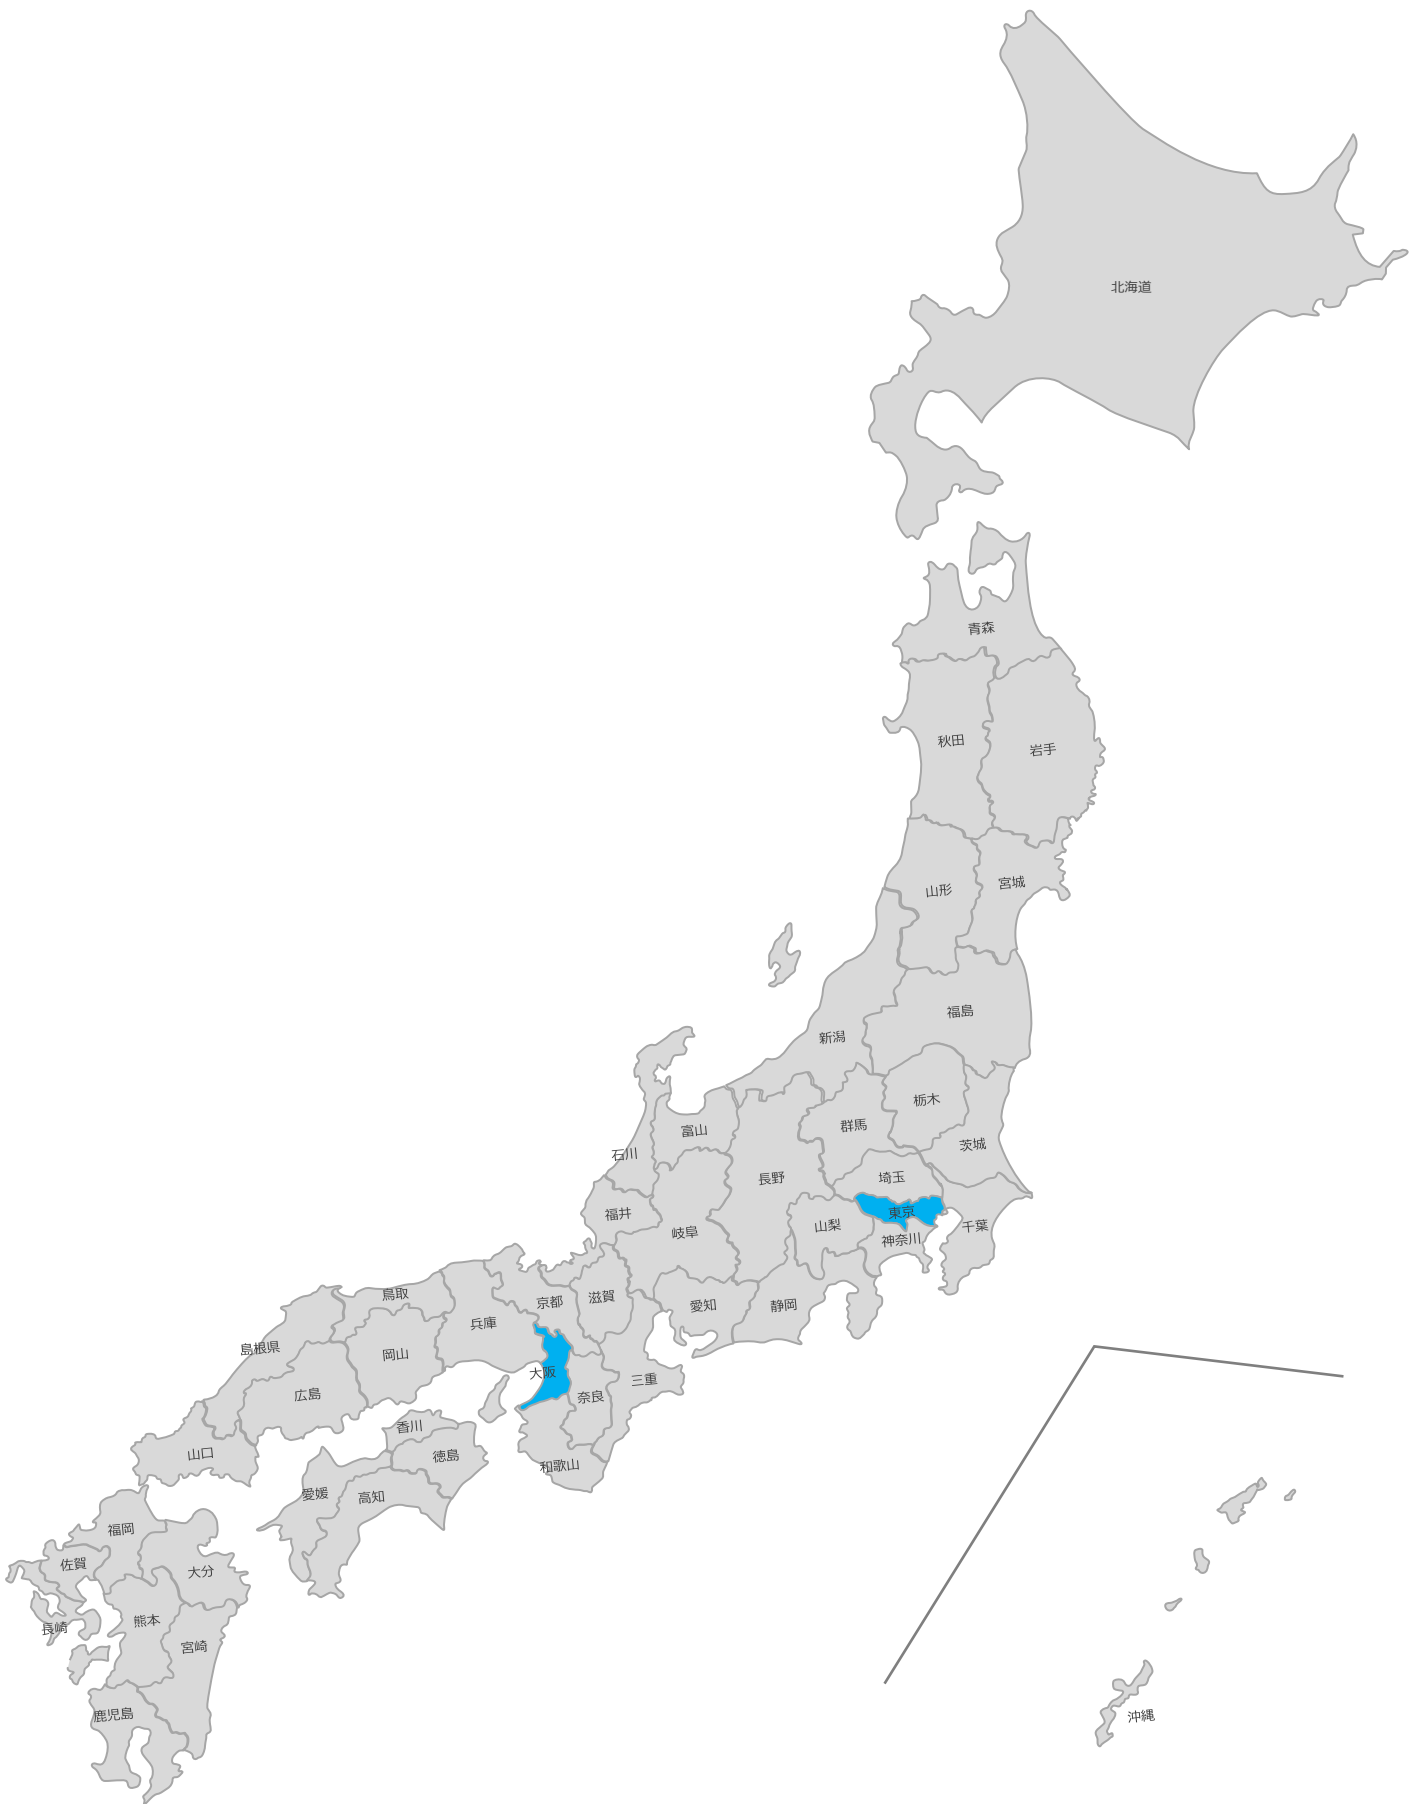 北海道
青森
秋田
岩手
山形
宮城
福島
新潟
栃木
群馬
富山
茨城
石川
長野
埼玉
東京
福井
山梨
千葉
岐阜
神奈川
鳥取
京都
滋賀
愛知
静岡
兵庫
島根県
岡山
大阪
三重
広島
奈良
香川
山口
徳島
和歌山
愛媛
高知
福岡
佐賀
大分
長崎
熊本
宮崎
鹿児島
沖縄